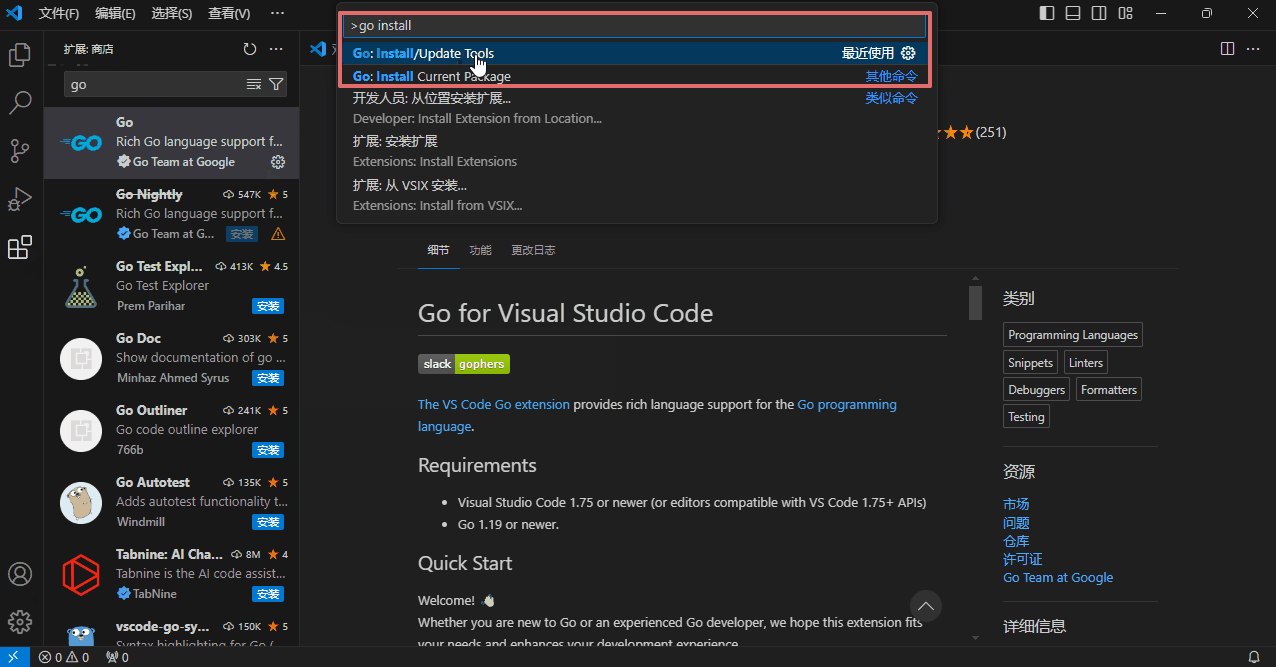 文件(F) 编辑(E) 选择(S) 查看(V) ···
>go install
Go: Install/Update Tools 最近使用
Go: Install Current Package 其他命令
开发人员: 从位置安装扩展... 类似命令
Developer: Install Extension from Location...
扩展: 安装扩展
Extensions: Install Extensions
扩展: 从 VSIX 安装...
Extensions: Install from VSIX...
扩展: 商店
go
GO
Go
Rich Go language support f...
Go Team at Google
GO
Go Nightly 547K 5
Rich Go language support f...
Go Team at G... 安装
Go Test Expl... 413K 4.5
Go Test Explorer
Prem Parihar 安装
Go Doc 303K 5
Show documentation of go ...
Minhaz Ahmed Syrus 安装
Go Outliner 241K 5
Go code outline explorer
766b 安装
Go Autotest 135K 5
Adds autotest functionality t...
Windmill 安装
Tabnine: AI Cha... 8M 4
Tabnine is the AI code assist...
TabNine 安装
vscode-go-sy... 150K 5
Syntax highlighting for Go (
(251)
细节 功能 更改日志
Go for Visual Studio Code
slack gophers
The VS Code Go extension provides rich language support for the Go programming
language.
Requirements
• Visual Studio Code 1.75 or newer (or editors compatible with VS Code 1.75+ APIs)
• Go 1.19 or newer.
Quick Start
Welcome! 👋🏻
Whether you are new to Go or an experienced Go developer, we hope this extension fits
your needs and enhances your development experience.
类别
Programming Languages
Snippets Linters
Debuggers Formatters
Testing
资源
市场
问题
仓库
许可证
Go Team at Google
详细信息
0 0 0